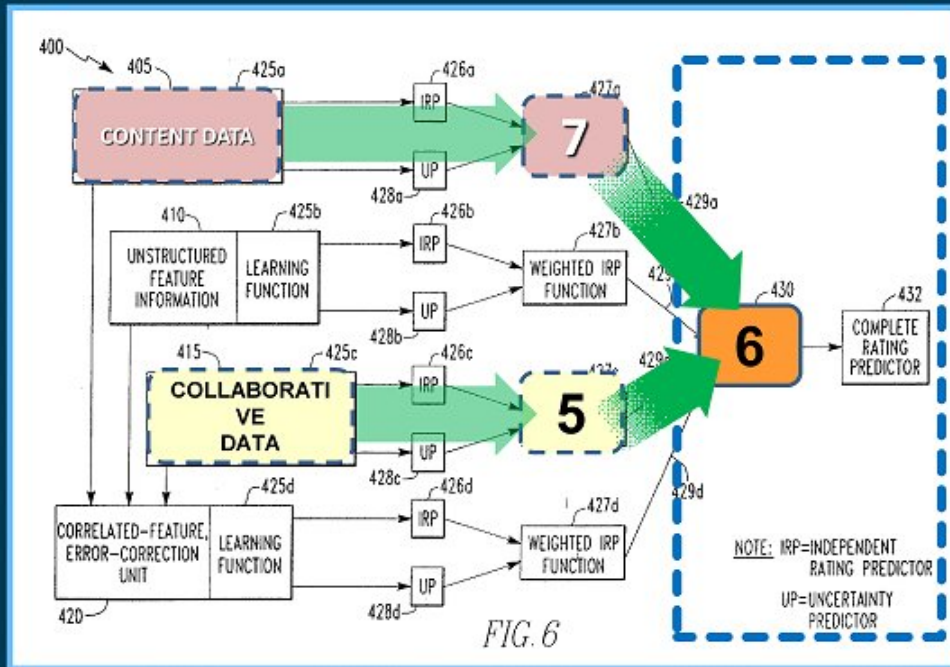 400
405
425a
426a
427a
CONTENT DATA
IRP
7
UP
428a
429a
410
425b
426b
427b
UNSTRUCTURED
FEATURE
INFORMATION
LEARNING
FUNCTION
IRP
WEIGHTED IRP
FUNCTION
UP
428b
430
432
6
COMPLETE
RATING
PREDICTOR
415
425c
426c
COLLABORATI
VE
DATA
IRP
5
UP
428c
429d
425d
426d
427d
CORRELATED-FEATURE,
ERROR-CORRECTION
UNIT
LEARNING
FUNCTION
IRP
WEIGHTED IRP
FUNCTION
UP
420
428d
NOTE: IRP=INDEPENDENT
RATING PREDICTOR
UP=UNCERTAINTY
PREDICTOR
FIG. 6